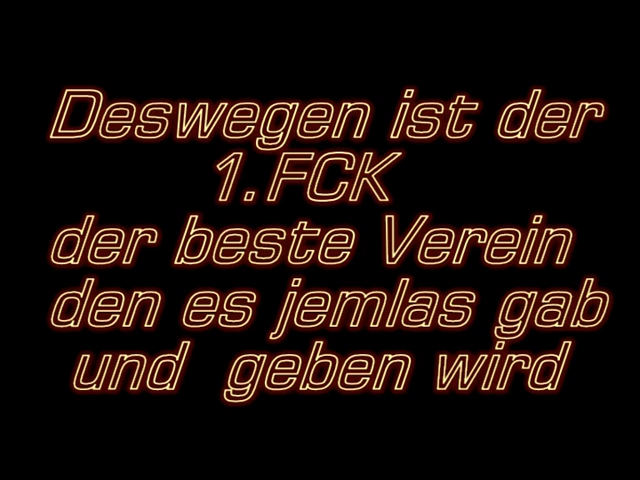 Deswegen ist der
1.FCK
der beste Verein
den es jemlas gab
und geben wird